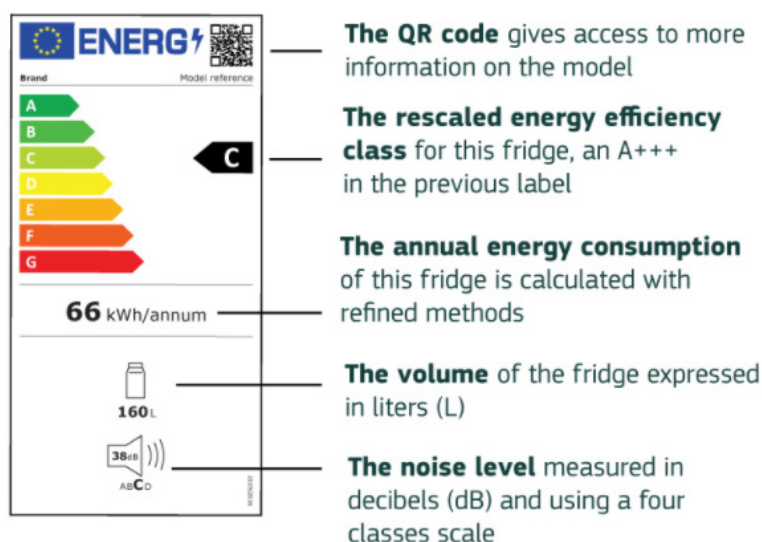 ENERG
Brand
Model reference
A
B
C
D
E
F
G
C
66 kWh/annum
160 L
38dB
ABCD
The QR code gives access to more
information on the model
The rescaled energy efficiency
class for this fridge, an A+++
in the previous label
The annual energy consumption
of this fridge is calculated with
refined methods
The volume of the fridge expressed
in liters (L)
The noise level measured in
decibels (dB) and using a four
classes scale